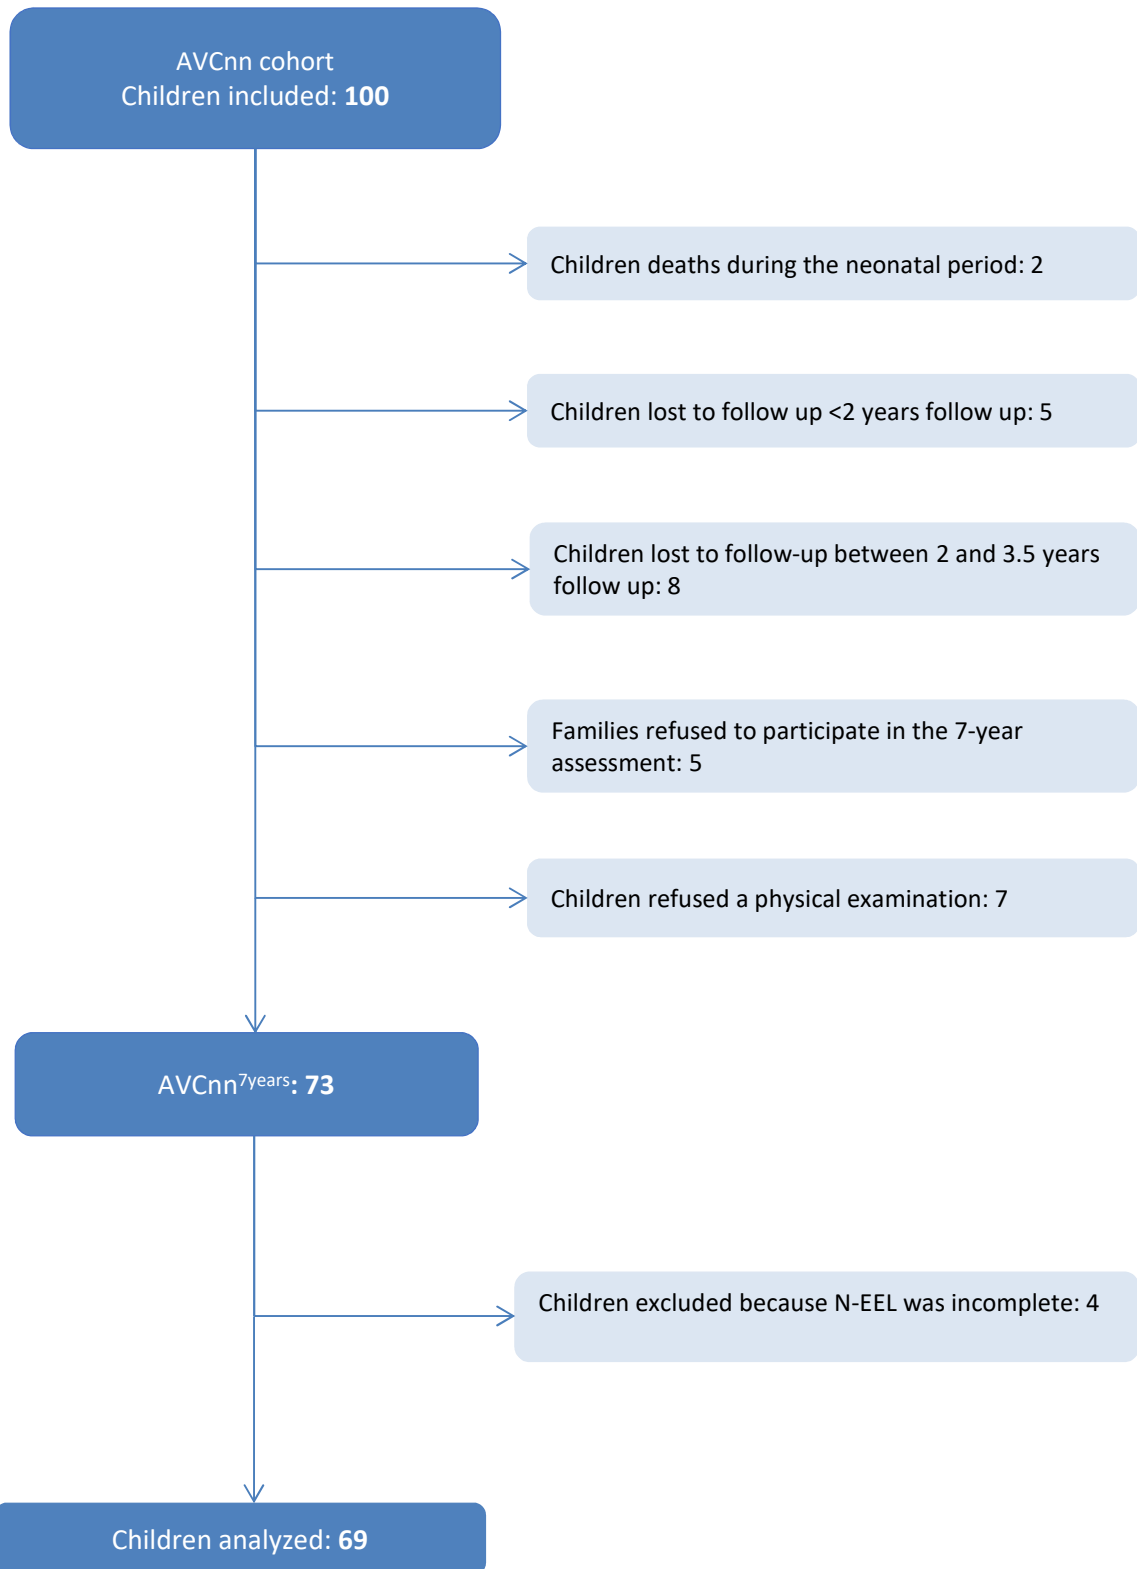 AVCnn cohort
Children included: 100
Children deaths during the neonatal period: 2
Children lost to follow up <2 years follow up: 5
Children lost to follow-up between 2 and 3.5 years
follow up: 8
Families refused to participate in the 7-year
assessment: 5
Children refused a physical examination: 7
AVCnn7years: 73
Children excluded because N-EEL was incomplete: 4
Children analyzed: 69